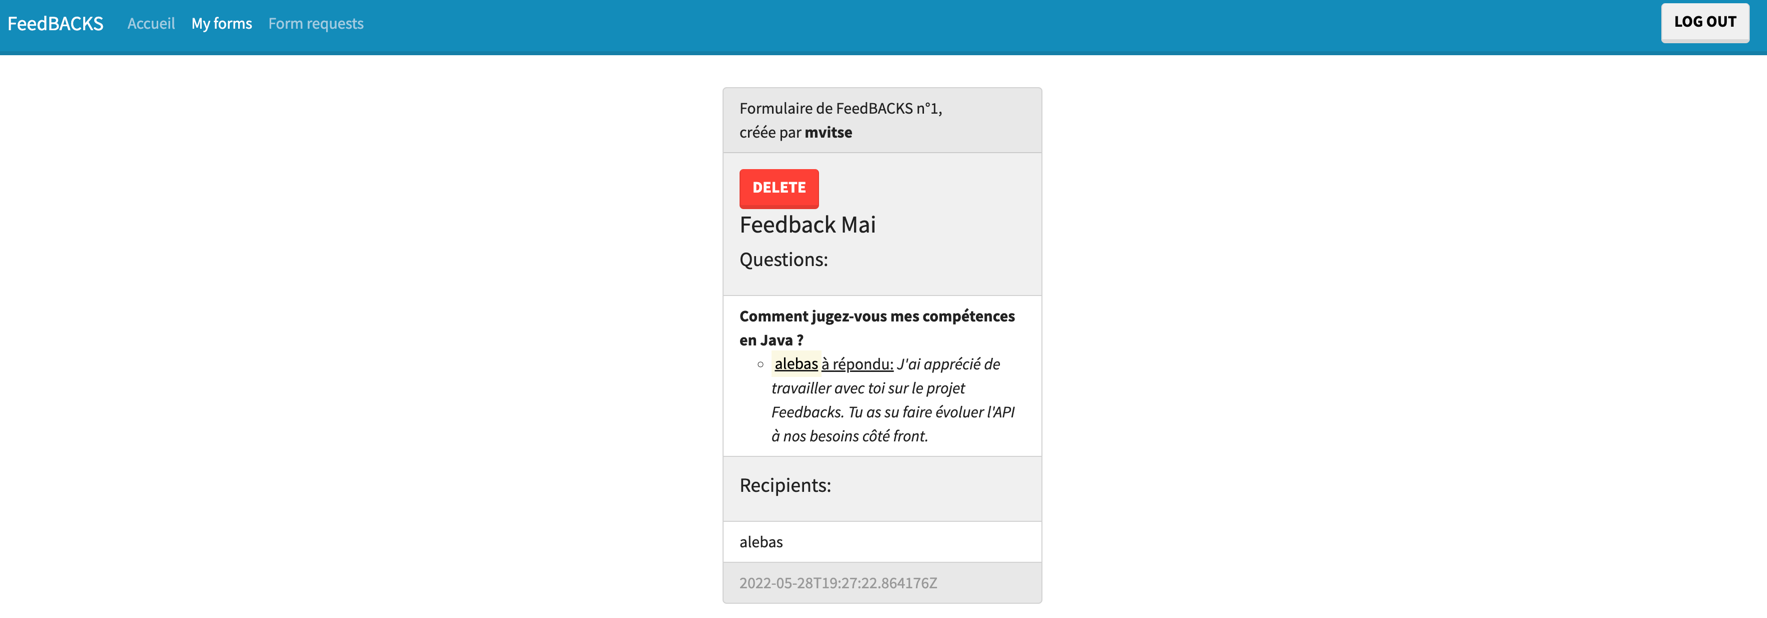 FeedBACKS Accueil My forms Form requests LOG OUT
Formulaire de FeedBACKS n°1,
créée par mvitse
DELETE
Feedback Mai
Questions:
Comment jugez-vous mes compétences
en Java ?
alebas à répondu: J'ai apprécié de
travailler avec toi sur le projet
Feedbacks. Tu as su faire évoluer l'API
à nos besoins côté front.
Recipients:
alebas
2022-05-28T19:27:22.864176Z